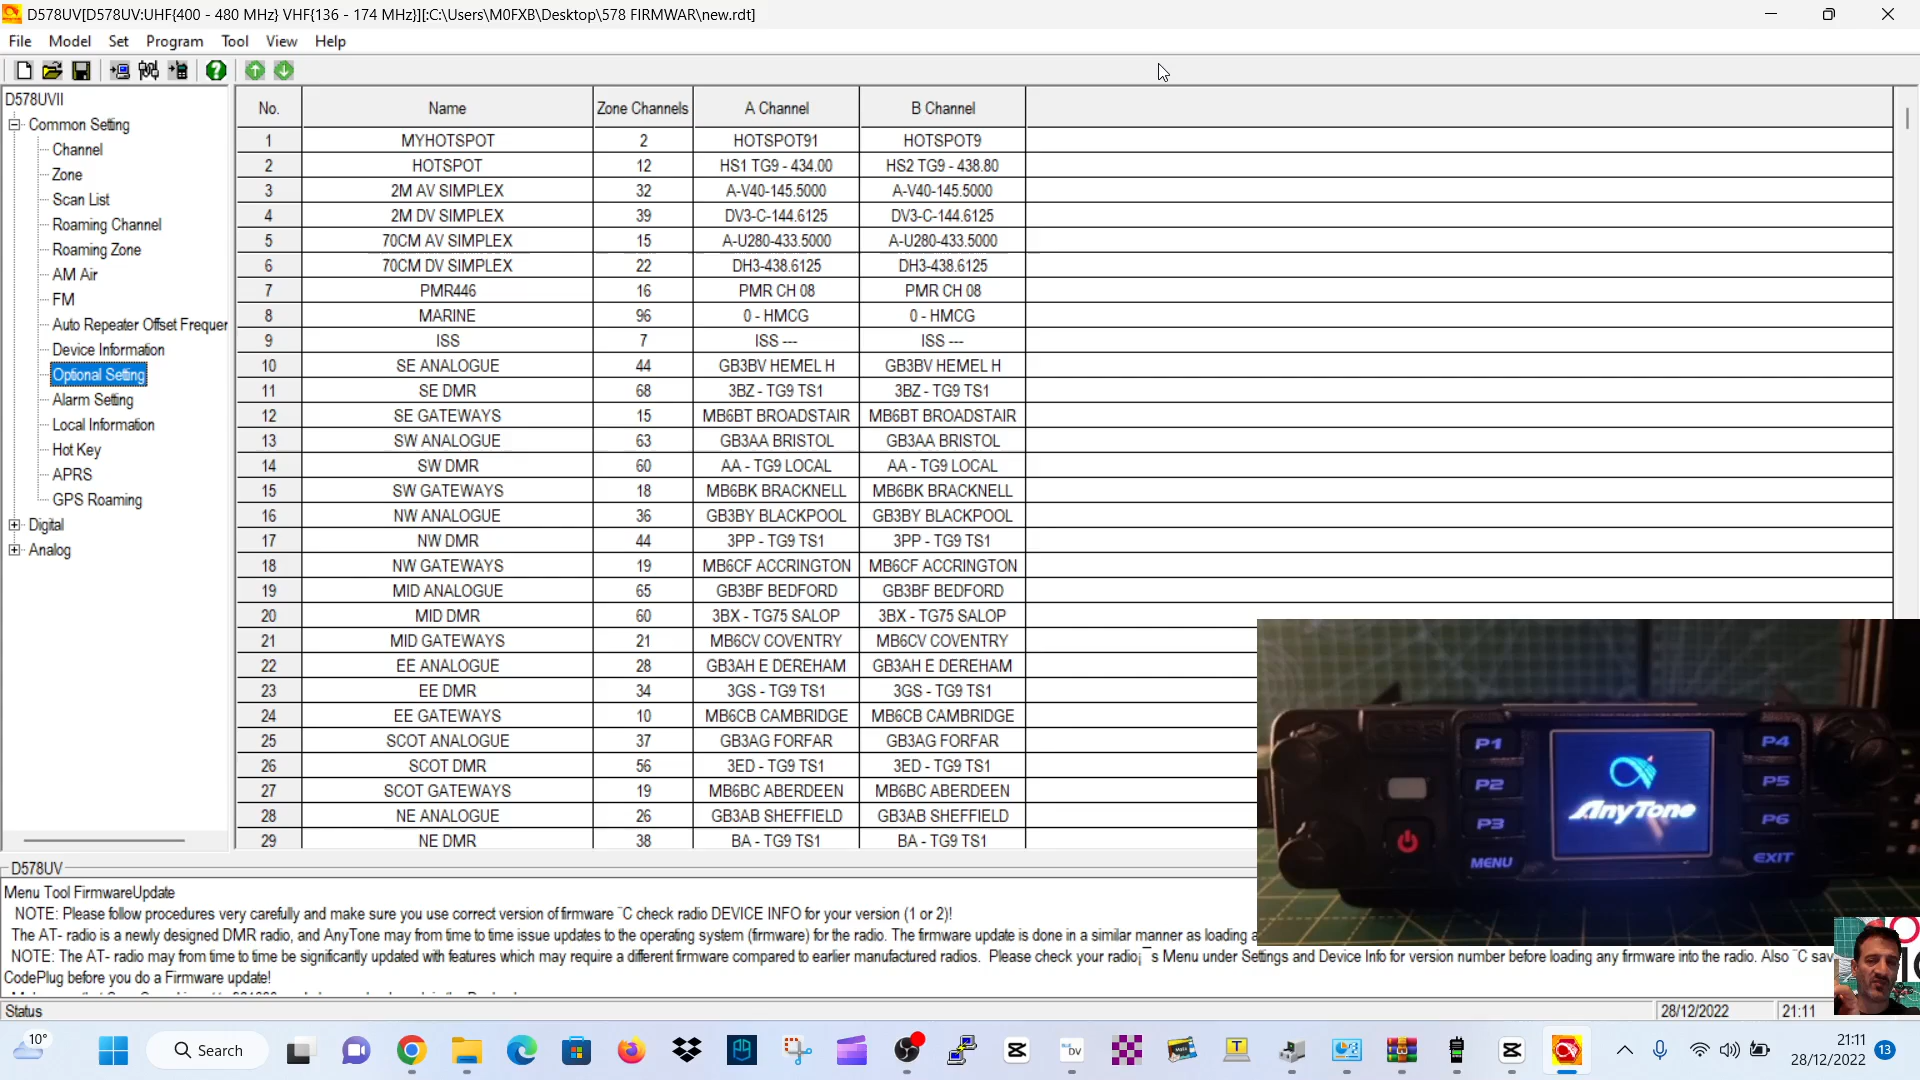 D578UV[D578UV:UHF{400 - 480 MHz} VHF{136 - 174 MHz}][:C:\Users\M0FXB\Desktop\578 FIRMWAR\new.rdt]
File Model Set Program Tool View Help
D578UVII
Common Setting
Channel
Zone
Scan List
Roaming Channel
Roaming Zone
AM Air
FM
Auto Repeater Offset Frequer
Device Information
Optional Setting
Alarm Setting
Local Information
Hot Key
APRS
GPS Roaming
Digital
Analog
No. Name Zone Channels A Channel B Channel
1 MYHOTSPOT 2 HOTSPOT91 HOTSPOT9
2 HOTSPOT 12 HS1 TG9 - 434.00 HS2 TG9 - 438.80
3 2M AV SIMPLEX 32 A-V40-145.5000 A-V40-145.5000
4 2M DV SIMPLEX 39 DV3-C-144.6125 DV3-C-144.6125
5 70CM AV SIMPLEX 15 A-U280-433.5000 A-U280-433.5000
6 70CM DV SIMPLEX 22 DH3-438.6125 DH3-438.6125
7 PMR446 16 PMR CH 08 PMR CH 08
8 MARINE 96 0 - HMCG 0 - HMCG
9 ISS 7 ISS --- ISS ---
10 SE ANALOGUE 44 GB3BV HEMEL H GB3BV HEMEL H
11 SE DMR 68 3BZ - TG9 TS1 3BZ - TG9 TS1
12 SE GATEWAYS 15 MB6BT BROADSTAIR MB6BT BROADSTAIR
13 SW ANALOGUE 63 GB3AA BRISTOL GB3AA BRISTOL
14 SW DMR 60 AA - TG9 LOCAL AA - TG9 LOCAL
15 SW GATEWAYS 18 MB6BK BRACKNELL MB6BK BRACKNELL
16 NW ANALOGUE 36 GB3BY BLACKPOOL GB3BY BLACKPOOL
17 NW DMR 44 3PP - TG9 TS1 3PP - TG9 TS1
18 NW GATEWAYS 19 MB6CF ACCRINGTON MB6CF ACCRINGTON
19 MID ANALOGUE 65 GB3BF BEDFORD GB3BF BEDFORD
20 MID DMR 60 3BX - TG75 SALOP 3BX - TG75 SALOP
21 MID GATEWAYS 21 MB6CV COVENTRY MB6CV COVENTRY
22 EE ANALOGUE 28 GB3AH E DEREHAM GB3AH E DEREHAM
23 EE DMR 34 3GS - TG9 TS1 3GS - TG9 TS1
24 EE GATEWAYS 10 MB6CB CAMBRIDGE MB6CB CAMBRIDGE
25 SCOT ANALOGUE 37 GB3AG FORFAR GB3AG FORFAR
26 SCOT DMR 56 3ED - TG9 TS1 3ED - TG9 TS1
27 SCOT GATEWAYS 19 MB6BC ABERDEEN MB6BC ABERDEEN
28 NE ANALOGUE 26 GB3AB SHEFFIELD GB3AB SHEFFIELD
29 NE DMR 38 BA - TG9 TS1 BA - TG9 TS1
P1 P4
P2 P5
AnyTone
P3 P6
MENU EXIT
D578UV
Menu Tool FirmwareUpdate
NOTE: Please follow procedures very carefully and make sure you use correct version of firmware ¨C check radio DEVICE INFO for your version (1 or 2)!
The AT- radio is a newly designed DMR radio, and AnyTone may from time to time issue updates to the operating system (firmware) for the radio. The firmware update is done in a similar manner as loading a
NOTE: The AT- radio may from time to time be significantly updated with features which may require a different firmware compared to earlier manufactured radios. Please check your radio¡¯s Menu under Settings and Device Info for version number before loading any firmware into the radio. Also ¨C sav
CodePlug before you do a Firmware update!
Status 28/12/2022 21:11
10°
Search
DV
T
21:11
28/12/2022
13